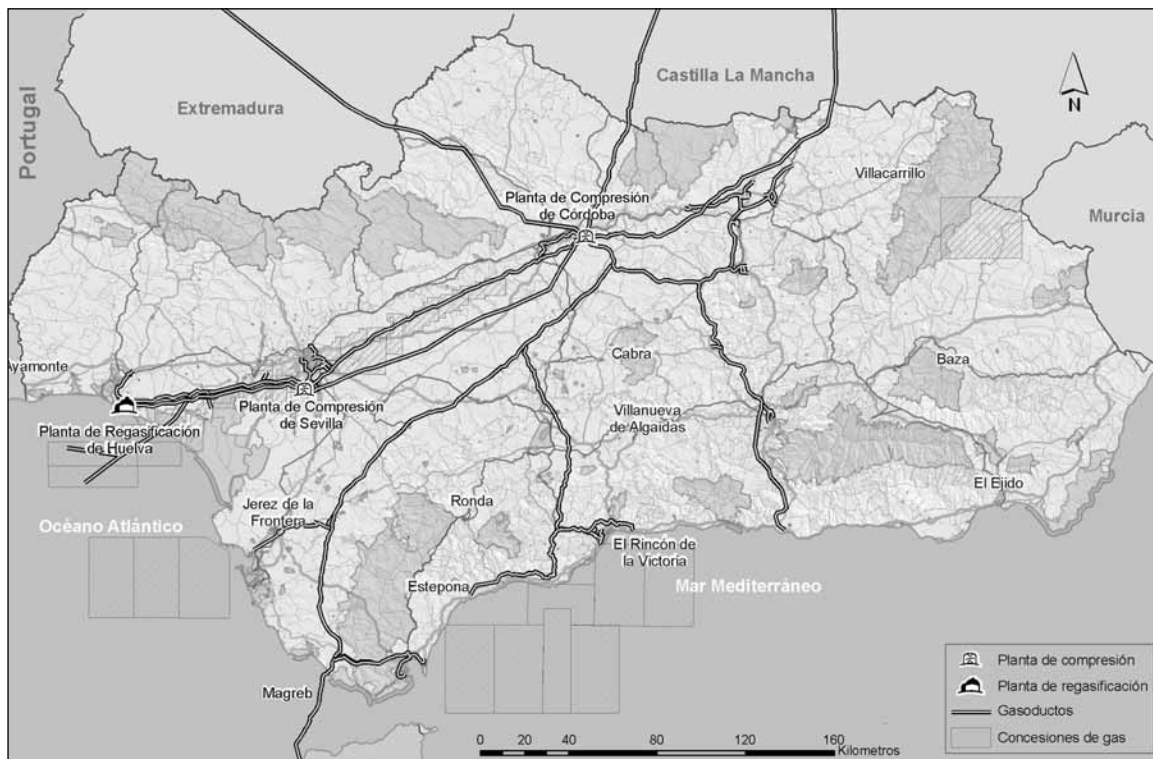 Portugal
Extremadura
Castilla La Mancha
N
Villacarrillo
Planta de Compresión
de Córdoba
Murcia
Ayamonte
Cabra
Baza
Planta de Compresión
de Sevilla
Villanueva
de Algaidas
Planta de Regasificación
de Huelva
El Ejido
Jerez de la
Frontera
Ronda
Océano Atlántico
El Rincón de
la Victoria
Estepona
Mar Mediterráneo
Magreb
Planta de compresión
Planta de regasificación
Gasoductos
Concesiones de gas
0 10 20 40 80 120 160
Kilometros